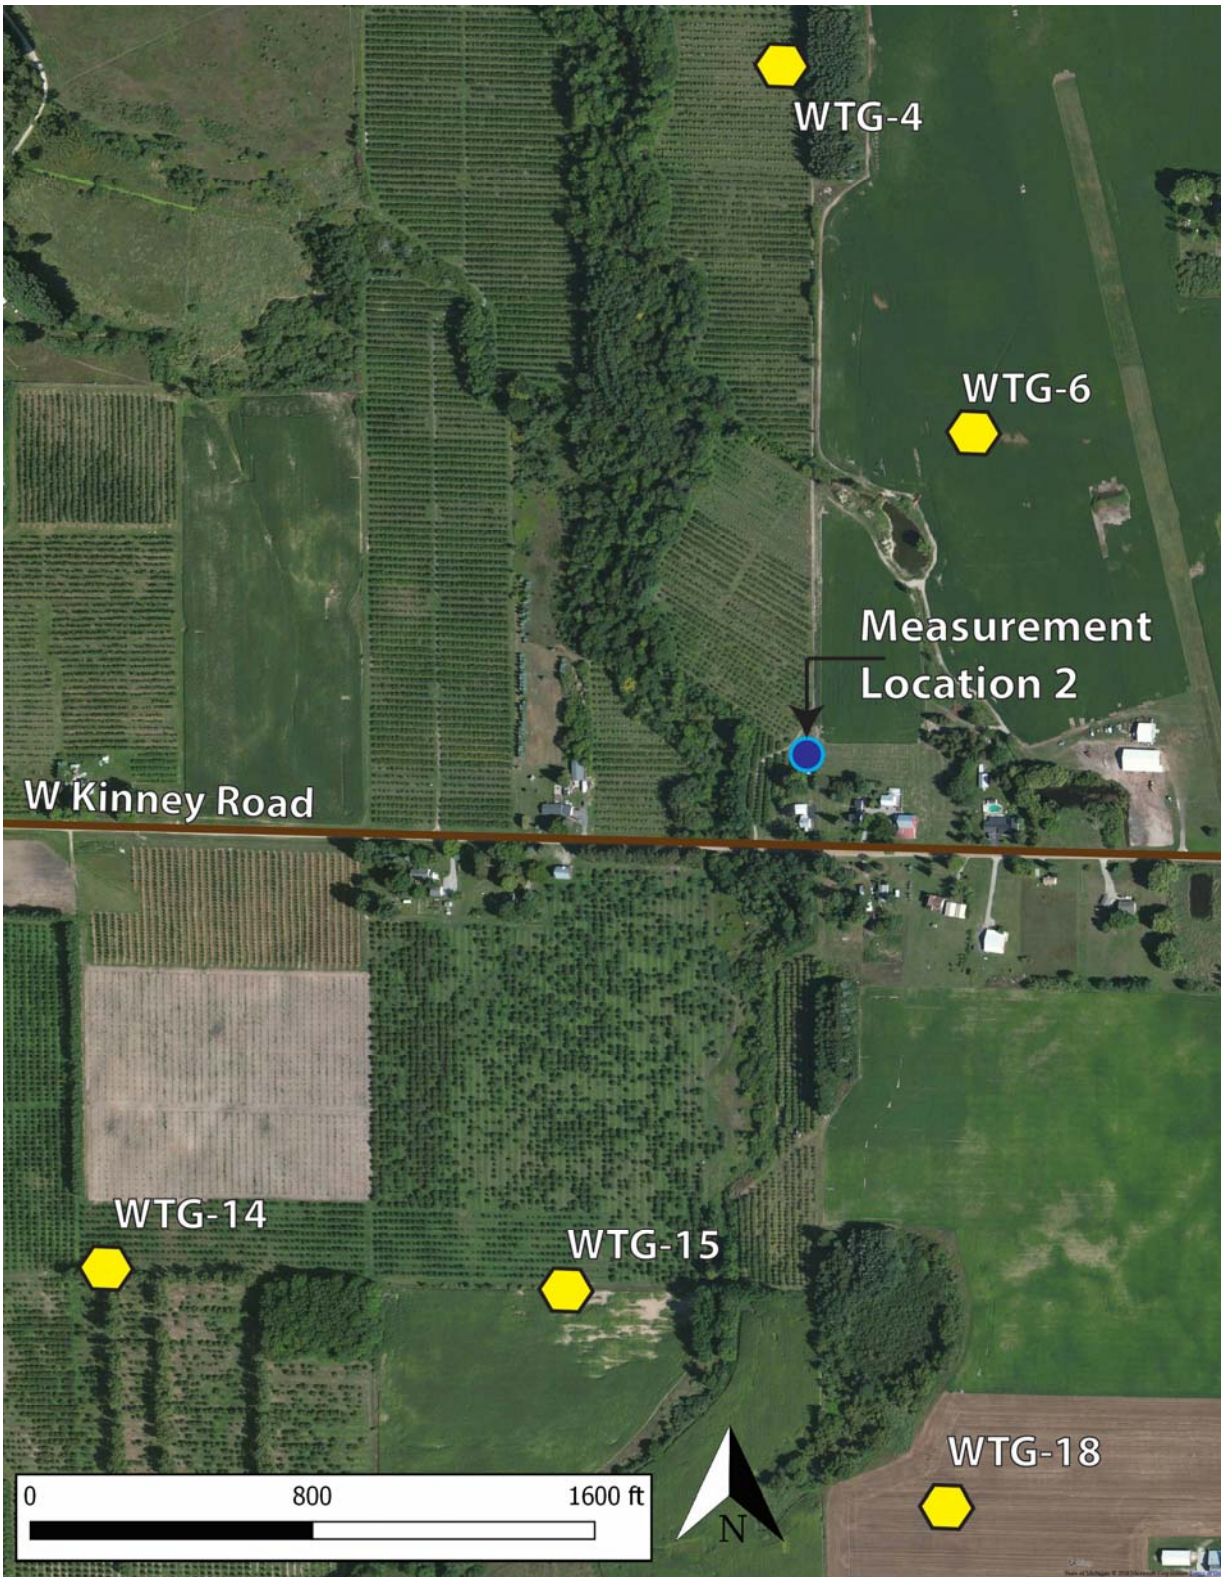 WTG-4
WTG-6
Measurement
Location 2
W Kinney Road
WTG-14
WTG-15
WTG-18
0 800 1600 ft
N